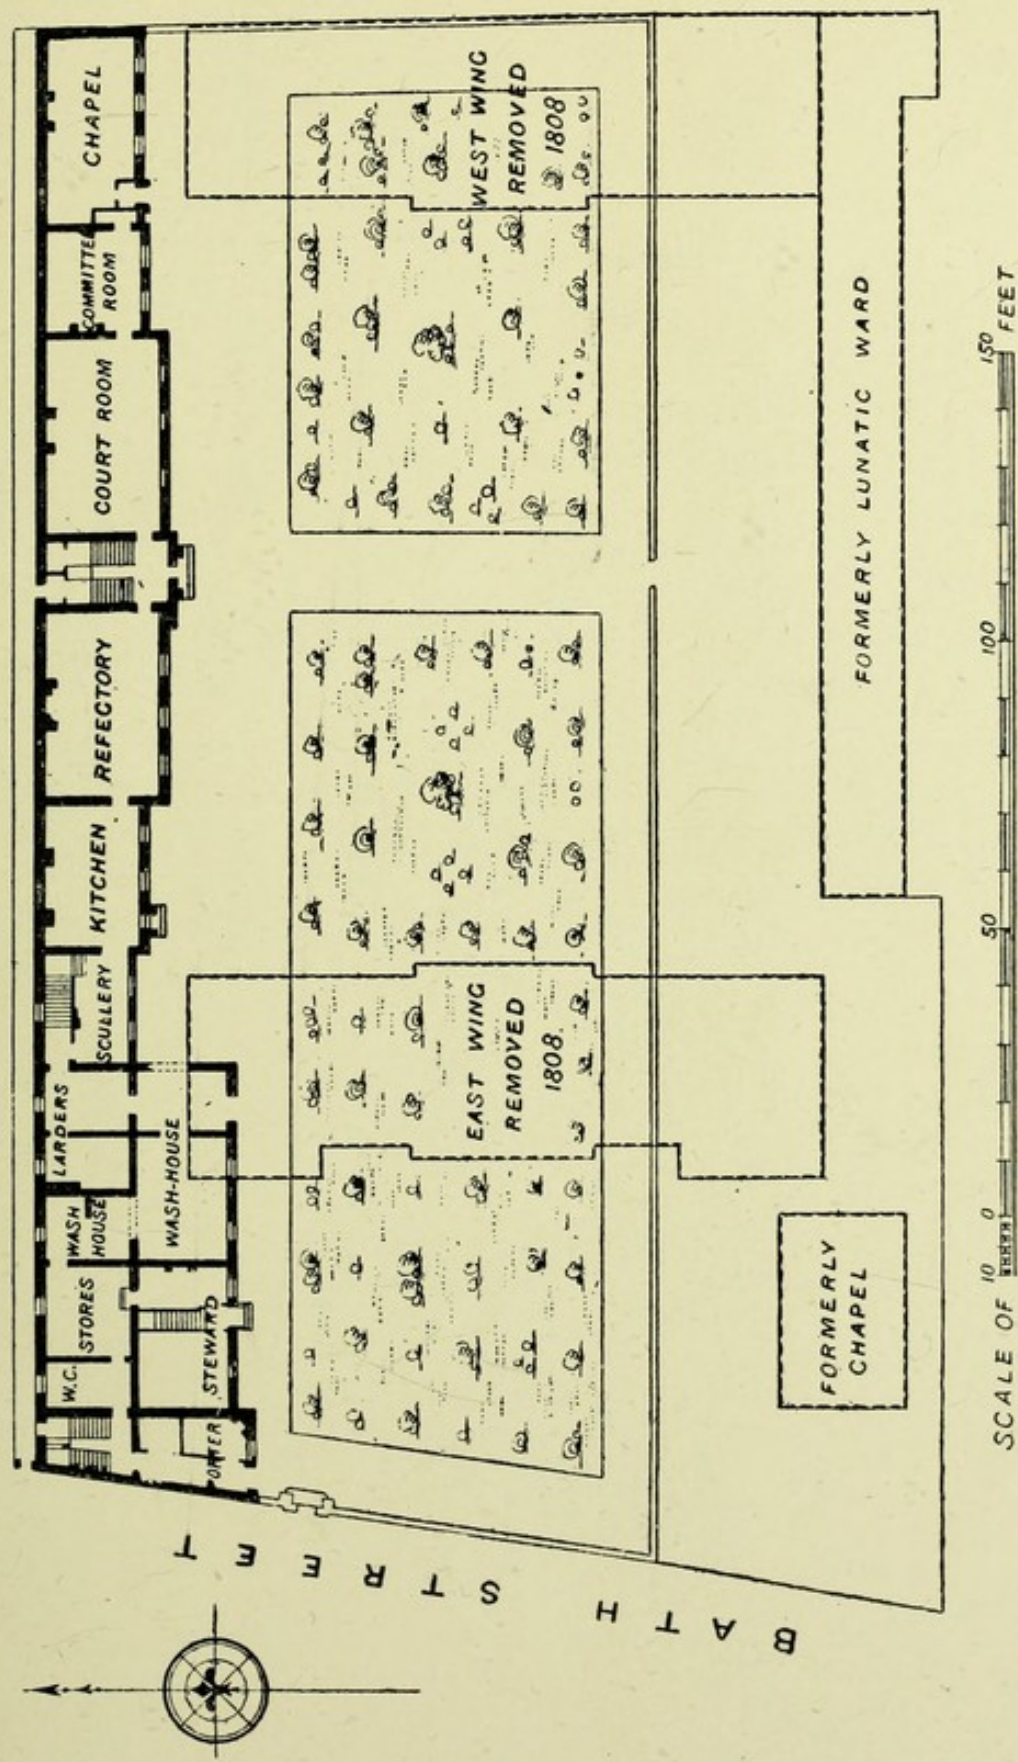 CHAPEL
COMMITTEE
ROOM
COURT ROOM
REFECTORY
KITCHEN
SCULLERY
LARDERS
WASH
HOUSE
WASH-HOUSE
STORES
W.C.
STEWARD
PORTER
WEST WING
REMOVED
1808
EAST WING
REMOVED
1808.
FORMERLY LUNATIC WARD
FORMERLY
CHAPEL
BATH STREET
SCALE OF 10 0 50 100 150 FEET